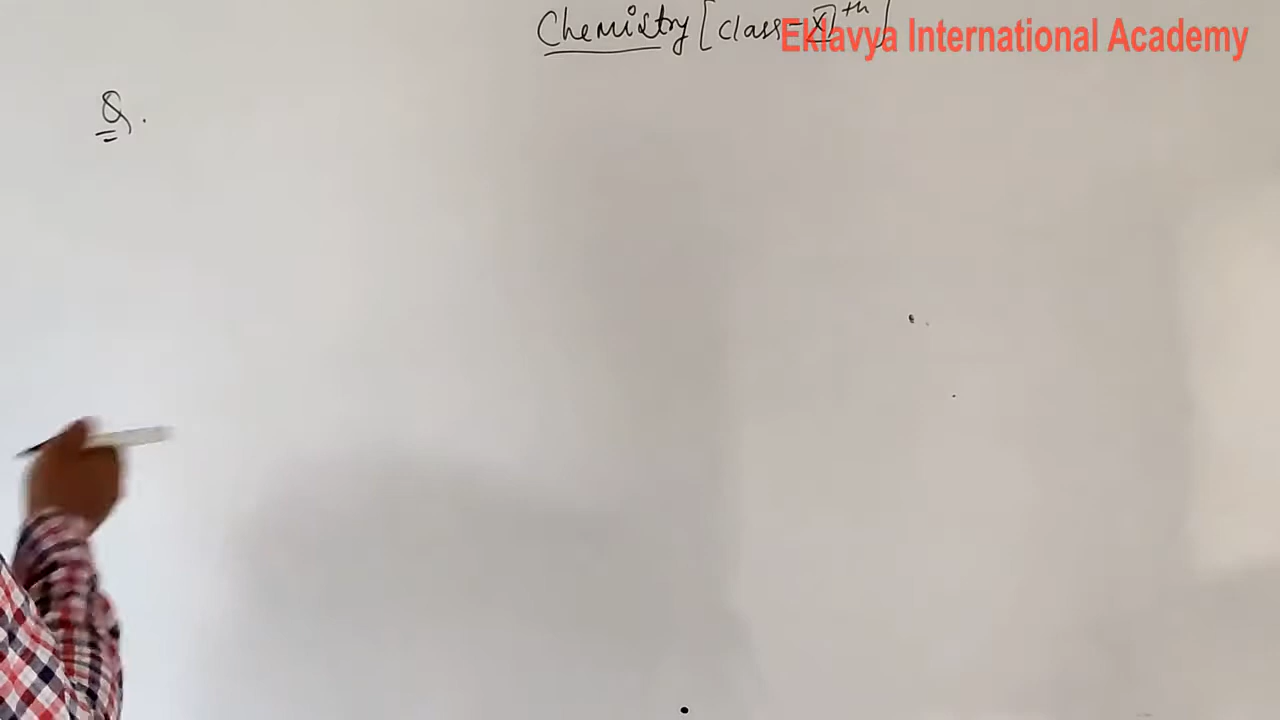 Chemistry [class-X th]
Eklavya International Academy
Q.